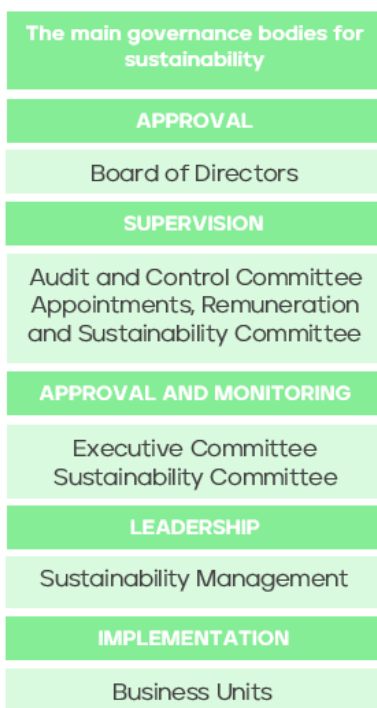 The main governance bodies for
sustainability
APPROVAL
Board of Directors
SUPERVISION
Audit and Control Committee
Appointments, Remuneration
and Sustainability Committee
APPROVAL AND MONITORING
Executive Committee
Sustainability Committee
LEADERSHIP
Sustainability Management
IMPLEMENTATION
Business Units